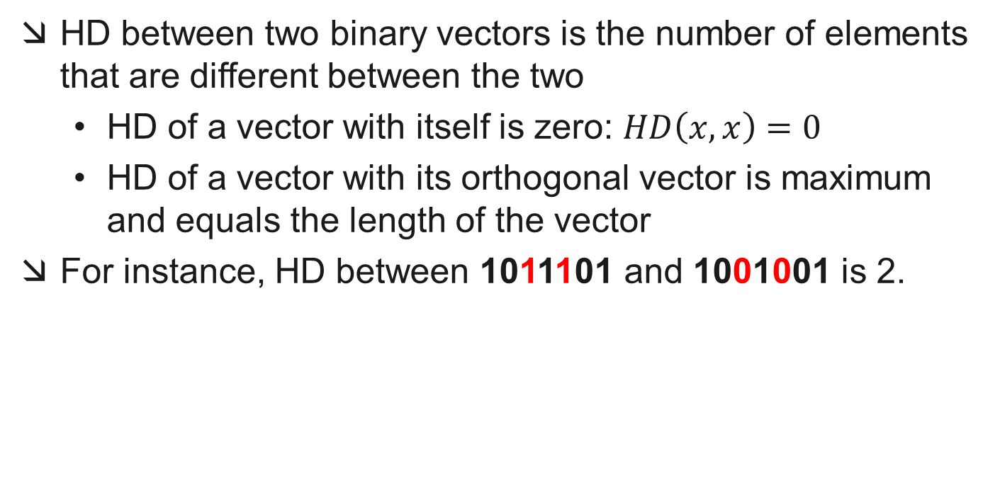 ⇘ HD between two binary vectors is the number of elements
that are different between the two
• HD of a vector with itself is zero: 𝐻𝐷(𝑥, 𝑥) = 0
• HD of a vector with its orthogonal vector is maximum
and equals the length of the vector
⇘ For instance, HD between 1011101 and 1001001 is 2.